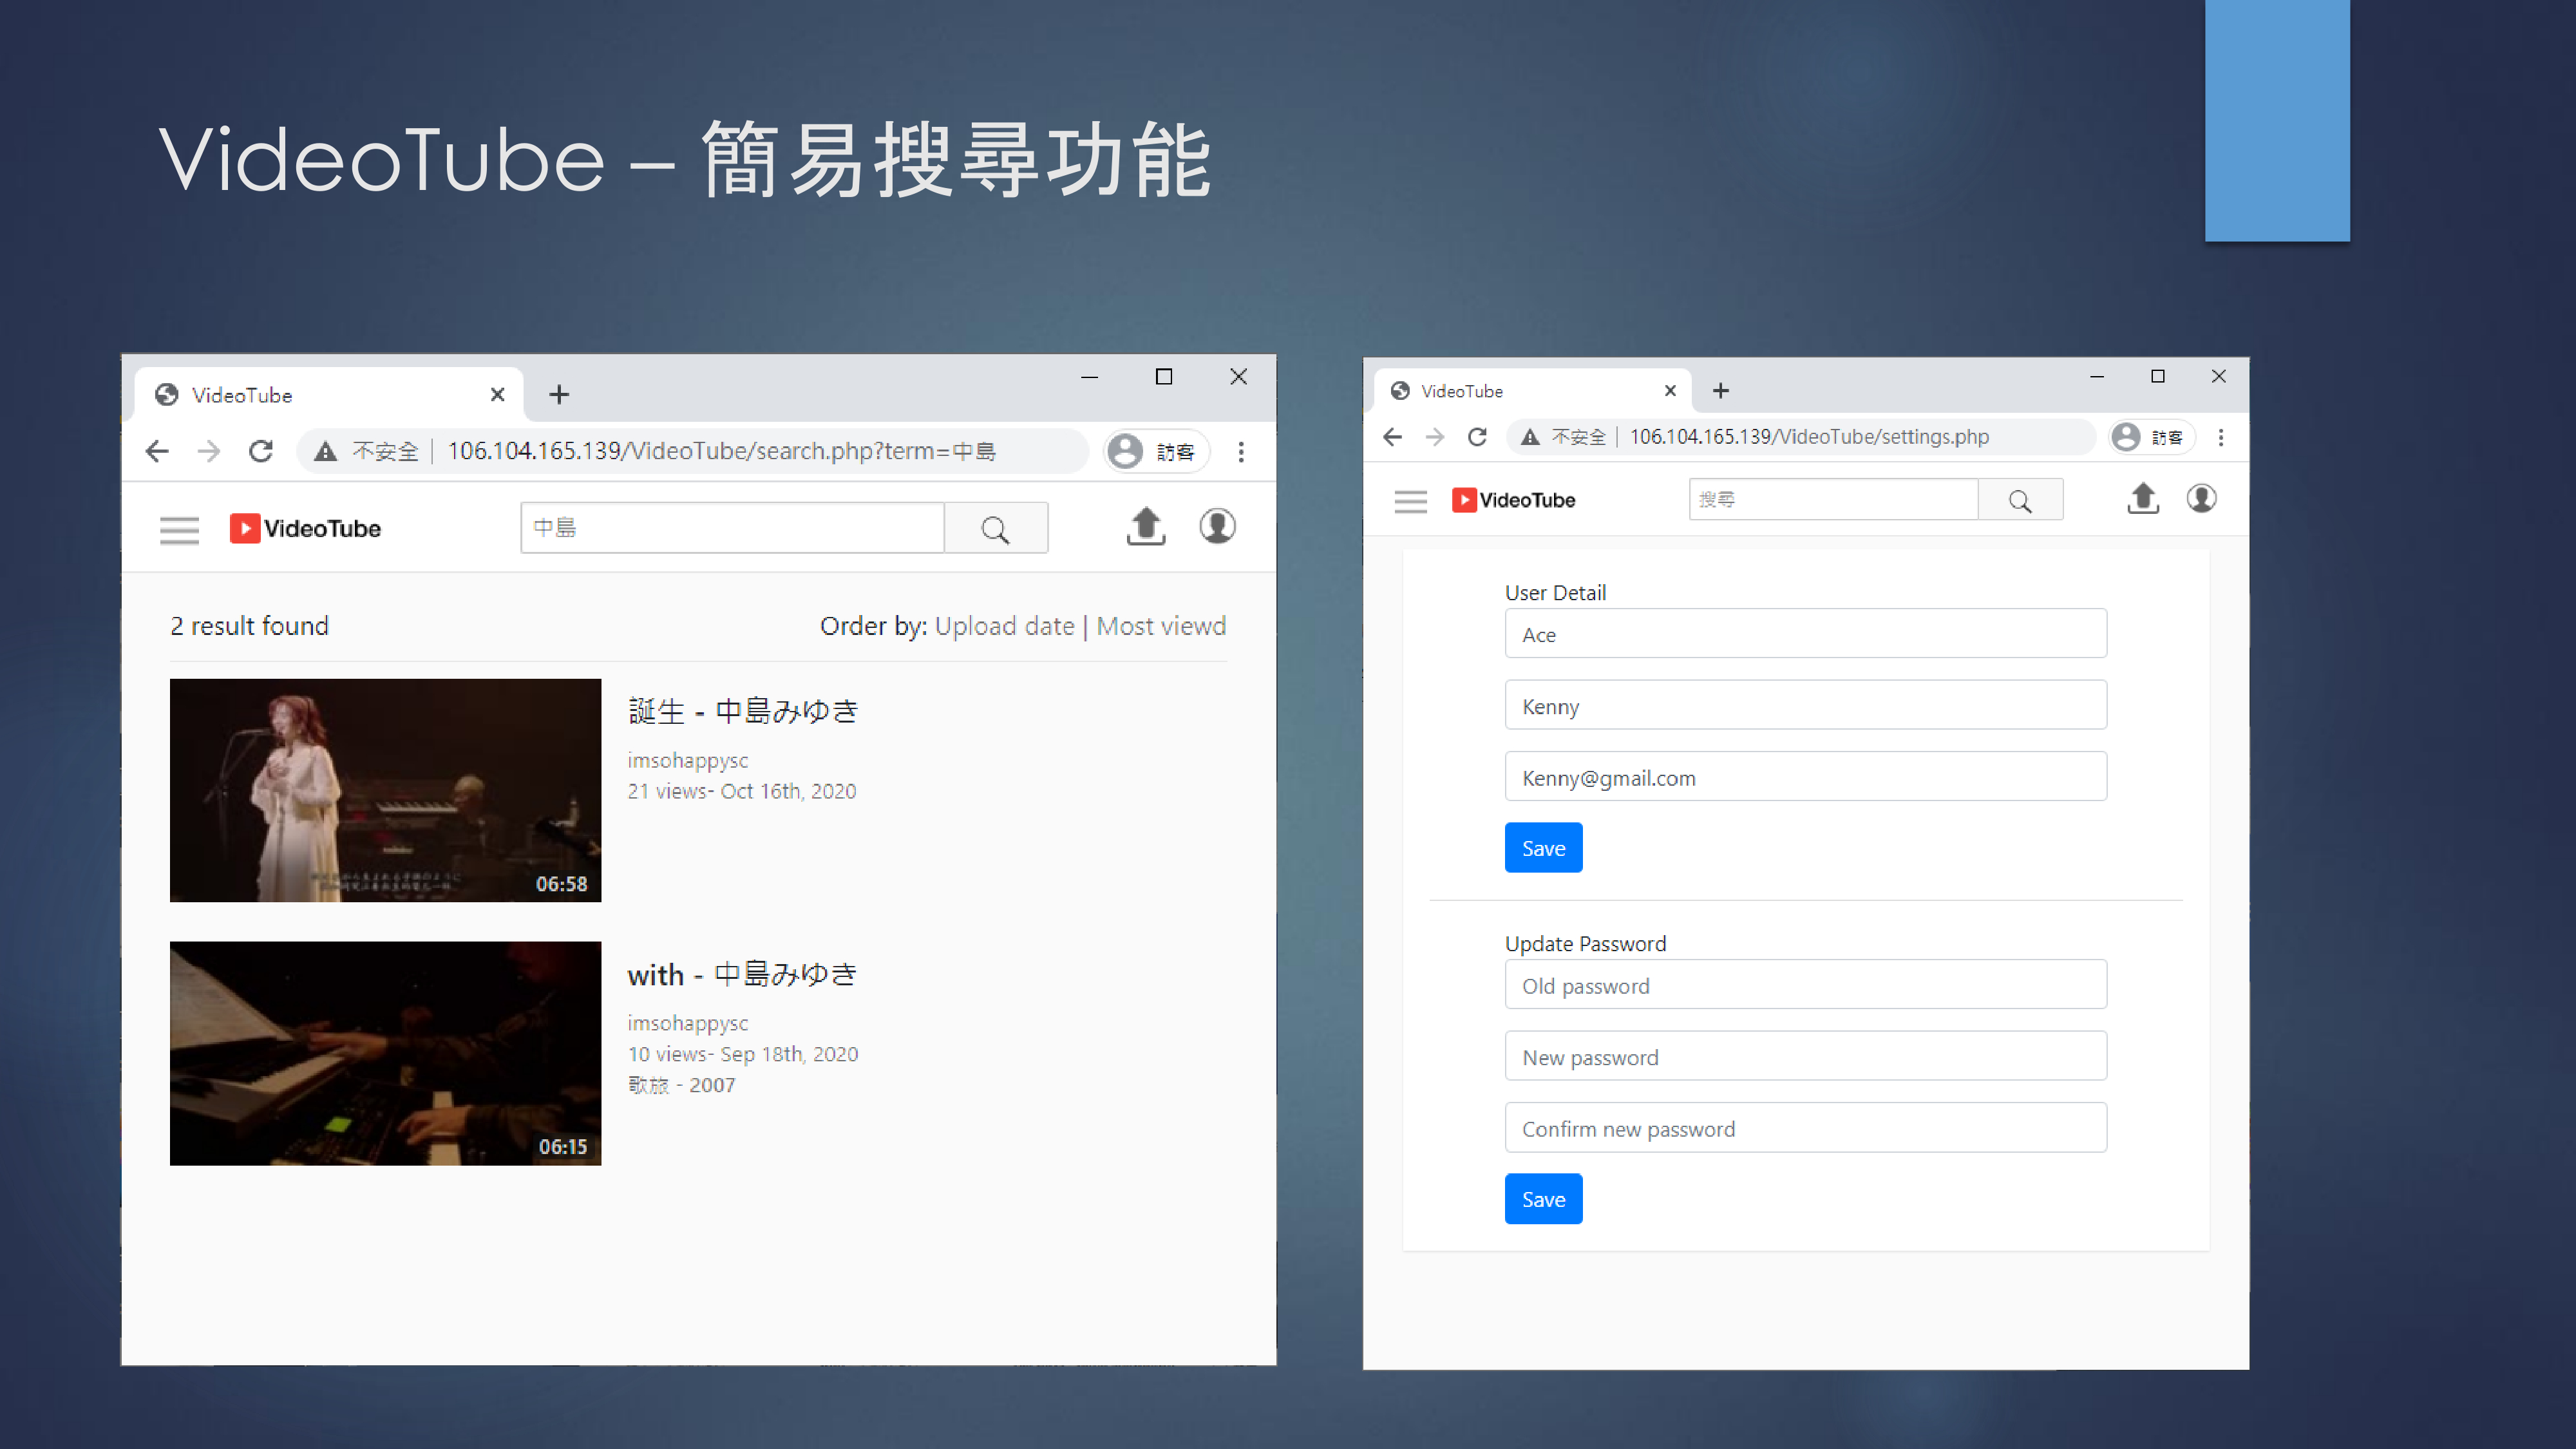 VideoTube – 簡易搜尋功能
VideoTube
不安全 | 106.104.165.139/VideoTube/search.php?term=中島
訪客
VideoTube
中島
2 result found
Order by: Upload date | Most viewd
06:58
誕生 - 中島みゆき
imsohappysc
21 views- Oct 16th, 2020
06:15
with - 中島みゆき
imsohappysc
10 views- Sep 18th, 2020
歌旅 - 2007
VideoTube
不安全 | 106.104.165.139/VideoTube/settings.php
訪客
VideoTube
搜尋
User Detail
Ace
Kenny
Kenny@gmail.com
Save
Update Password
Old password
New password
Confirm new password
Save